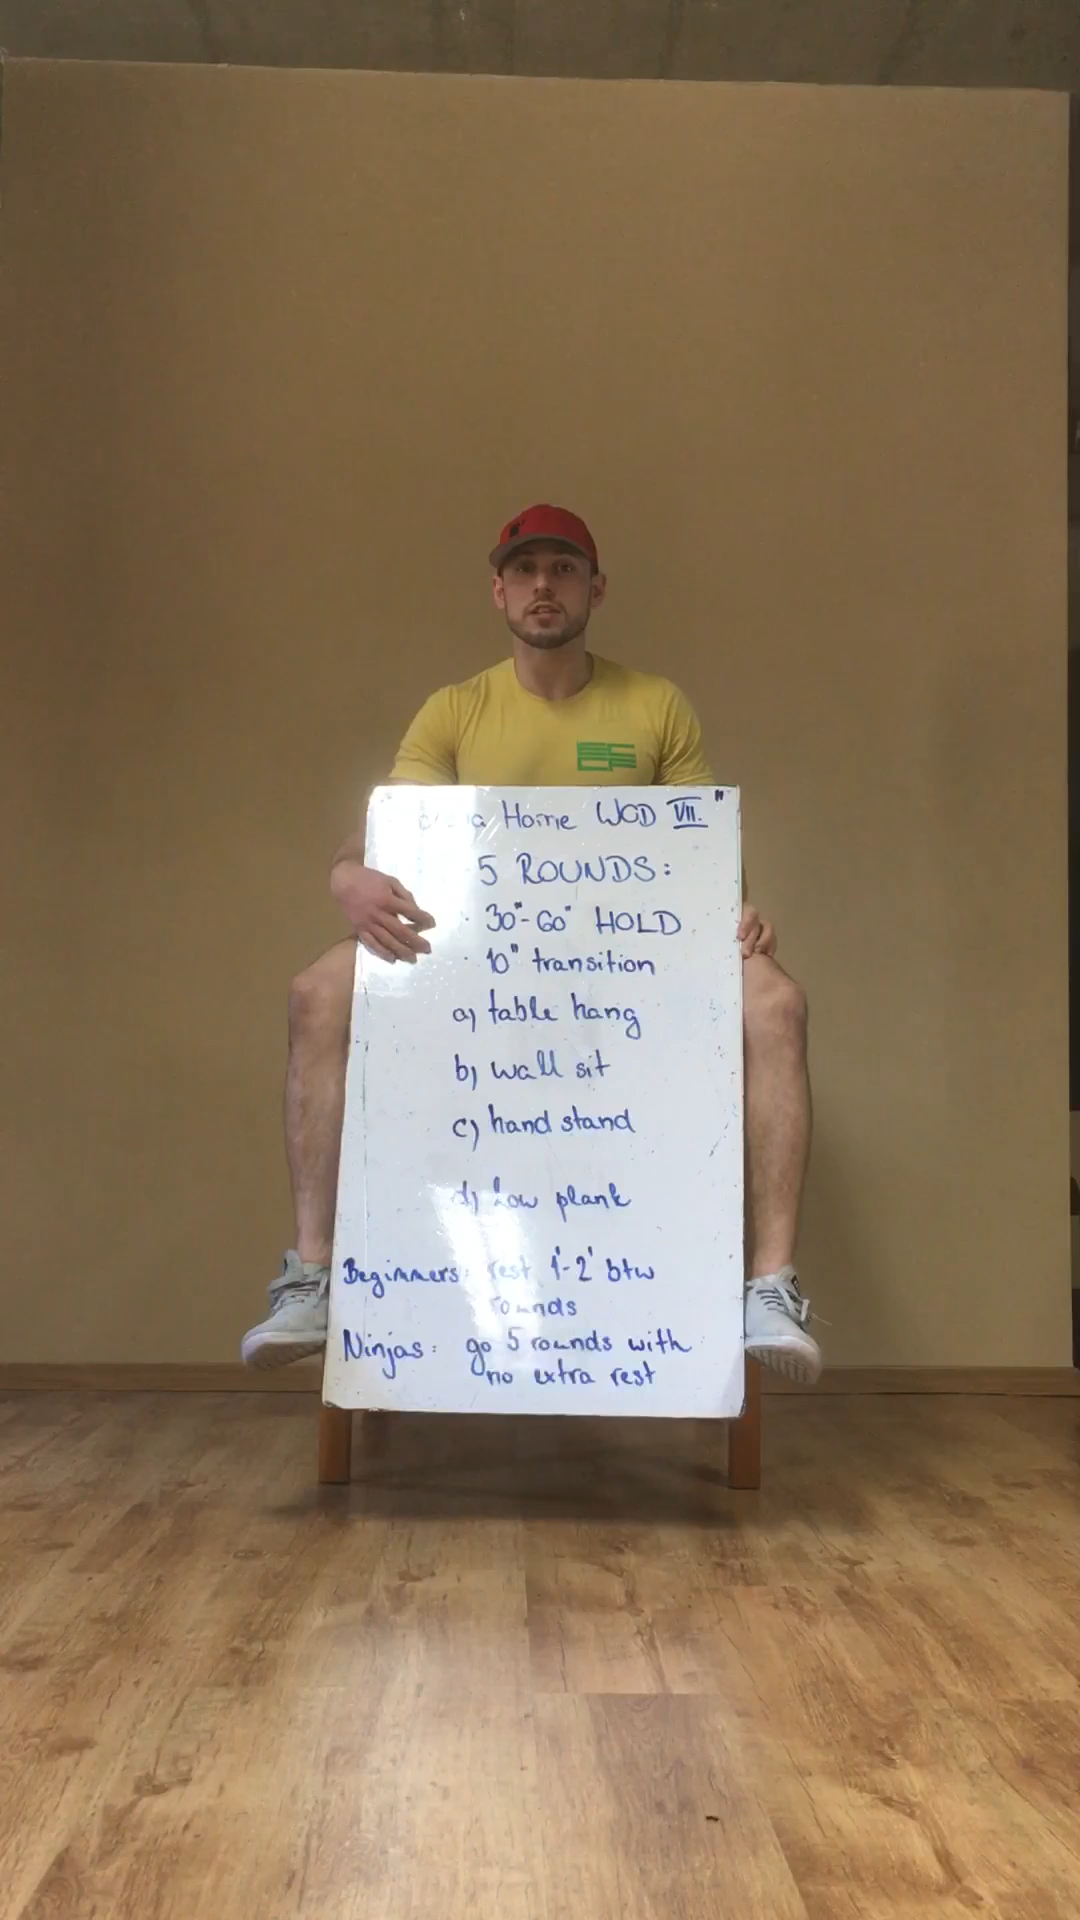 Home WOD VII."
5 ROUNDS:
· 30"-60" HOLD
· 10" transition
a) table hang
b) wall sit
c) hand stand
d) Low plank
Beginners: rest 1'-2' btw
rounds
Ninjas: go 5 rounds with
no extra rest